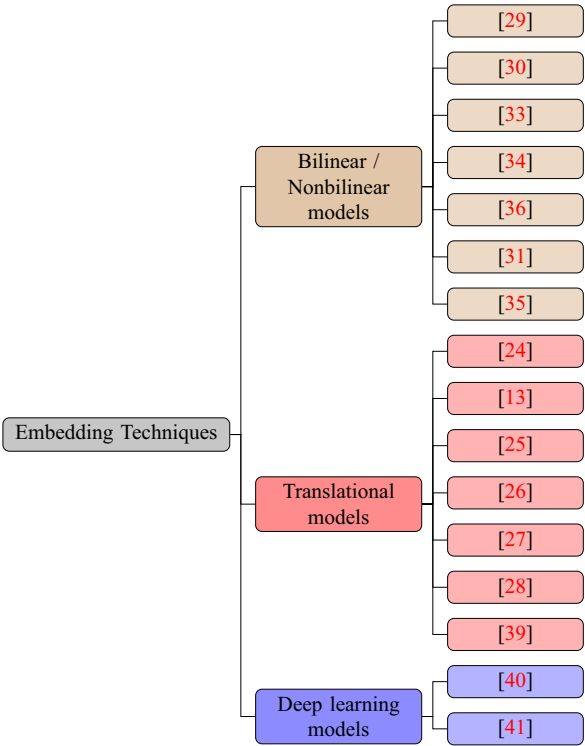 Embedding Techniques
Bilinear /
Nonbilinear
models
[29]
[30]
[33]
[34]
[36]
[31]
[35]
Translational
models
[24]
[13]
[25]
[26]
[27]
[28]
[39]
Deep learning
models
[40]
[41]